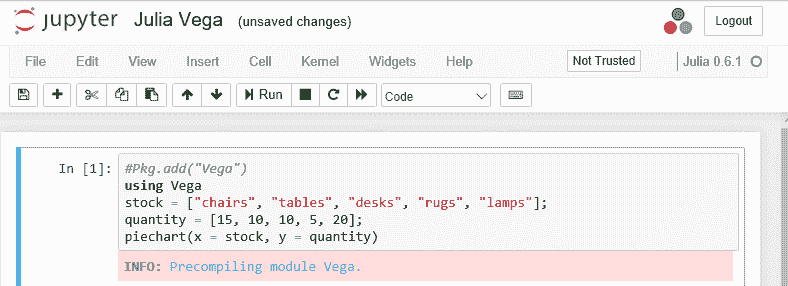 jupyter Julia Vega (unsaved changes) Logout
File Edit View Insert Cell Kernel Widgets Help Not Trusted Julia 0.6.1
Run Code
In [1]: #Pkg.add("Vega")
using Vega
stock = ["chairs", "tables", "desks", "rugs", "lamps"];
quantity = [15, 10, 10, 5, 20];
piechart(x = stock, y = quantity)
INFO: Precompiling module Vega.